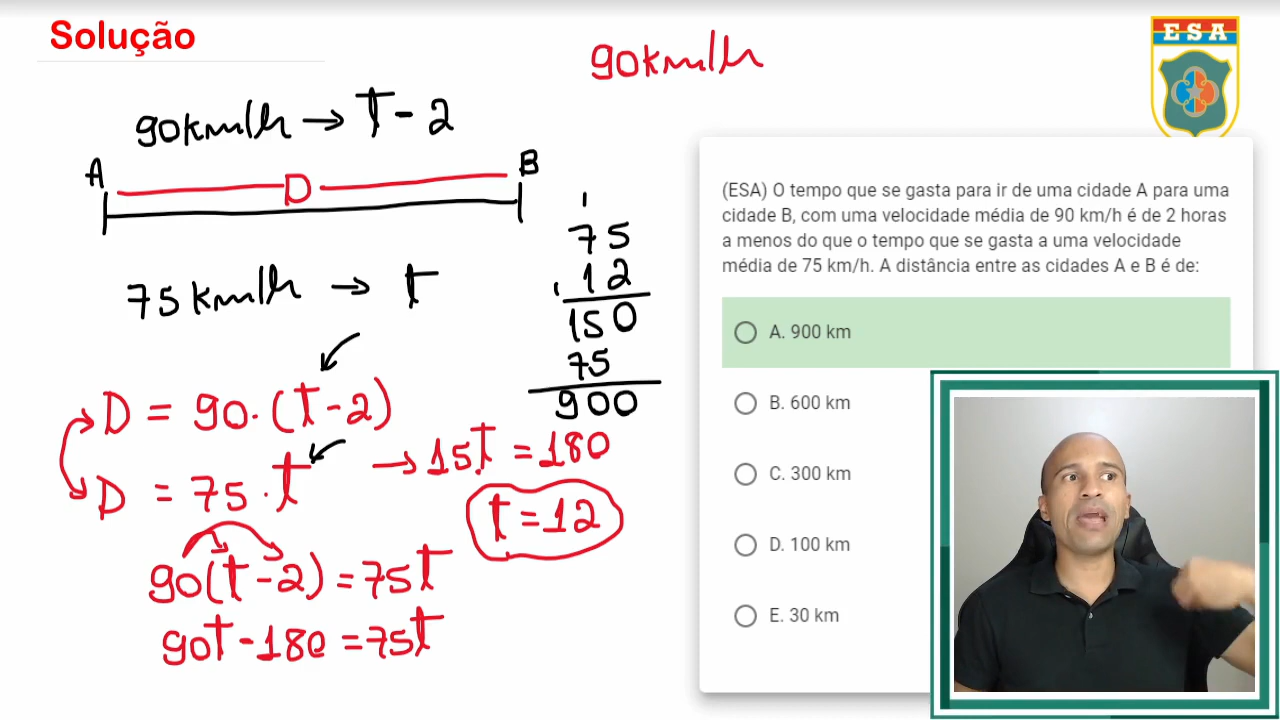 Solução
90km/h
ESA
90km/h → t - 2
A
B
D
75km/h → t
1
75
. 12
150
75
900
D = 90.(t-2)
D = 75.t
→ 15t = 180
t = 12
90(t-2) = 75t
90t - 180 = 75t
(ESA) O tempo que se gasta para ir de uma cidade A para uma
cidade B, com uma velocidade média de 90 km/h é de 2 horas
a menos do que o tempo que se gasta a uma velocidade
média de 75 km/h. A distância entre as cidades A e B é de:
A. 900 km
B. 600 km
C. 300 km
D. 100 km
E. 30 km